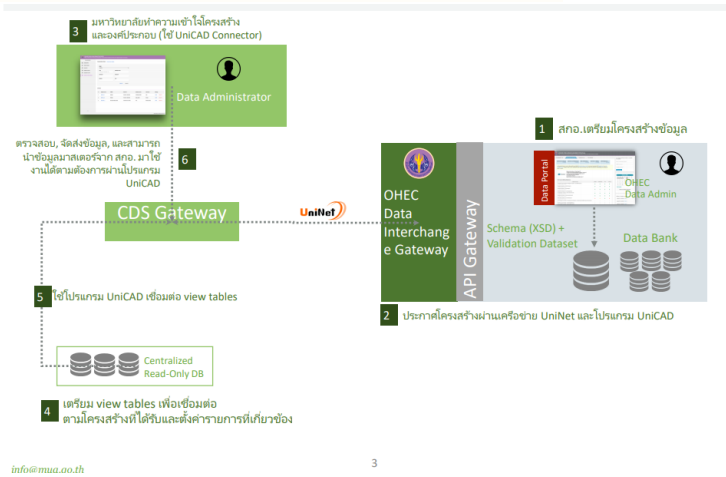 3
มหาวิทยาลัยทำความเข้าใจโครงสร้าง
และองค์ประกอบ (ใช้ UniCAD Connector)
Data Administrator
ตรวจสอบ, จัดส่งข้อมูล, และสามารถ
นำข้อมูลมาสเตอร์จาก สกอ. มาใช้
งานได้ตามต้องการผ่านโปรแกรม
UniCAD
6
CDS Gateway
UniNet
1
สกอ.เตรียมโครงสร้างข้อมูล
Data Portal
OHEC
Data Admin
OHEC
Data
Interchang
e Gateway
API Gateway
Schema (XSD) +
Validation Dataset
Data Bank
2
ประกาศโครงสร้างผ่านเครือข่าย UniNet และโปรแกรม UniCAD
5
ใช้โปรแกรม UniCAD เชื่อมต่อ view tables
Centralized
Read-Only DB
4
เตรียม view tables เพื่อเชื่อมต่อ
ตามโครงสร้างที่ได้รับและตั้งค่ารายการที่เกี่ยวข้อง
3
info@mua.go.th